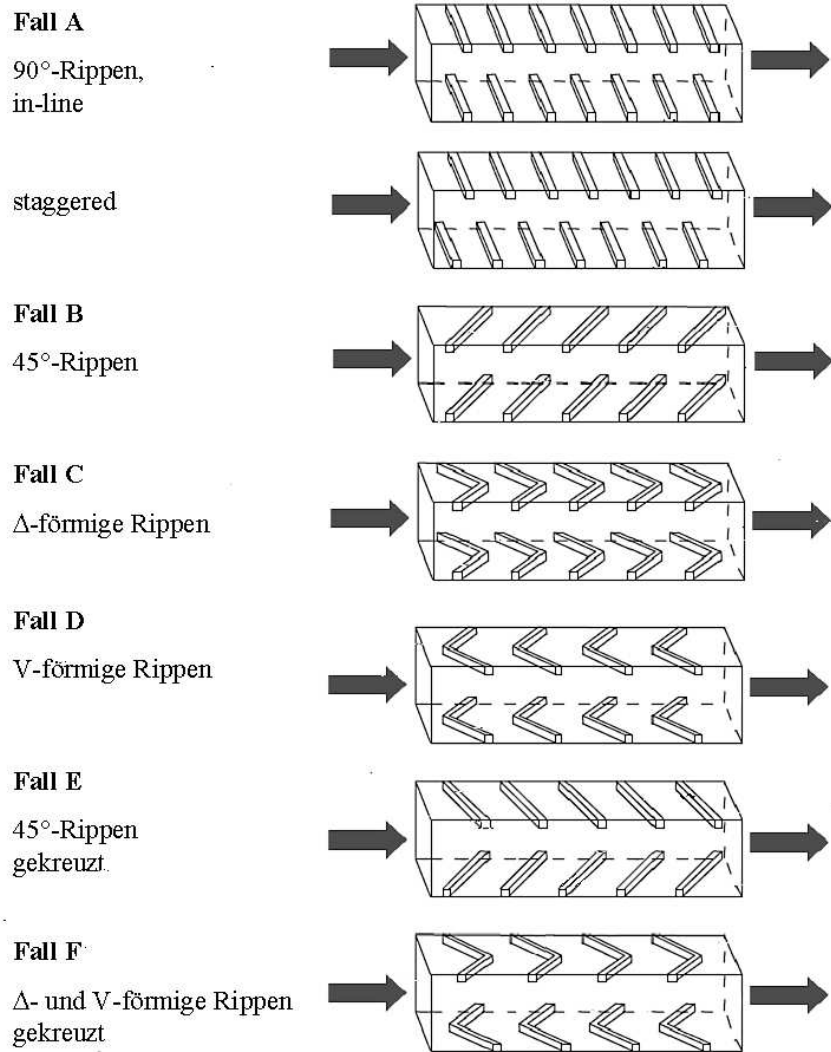 Fall A
90°-Rippen,
in-line
staggered
Fall B
45°-Rippen
Fall C
Δ-förmige Rippen
Fall D
V-förmige Rippen
Fall E
45°-Rippen
gekreuzt
Fall F
Δ- und V-förmige Rippen
gekreuzt